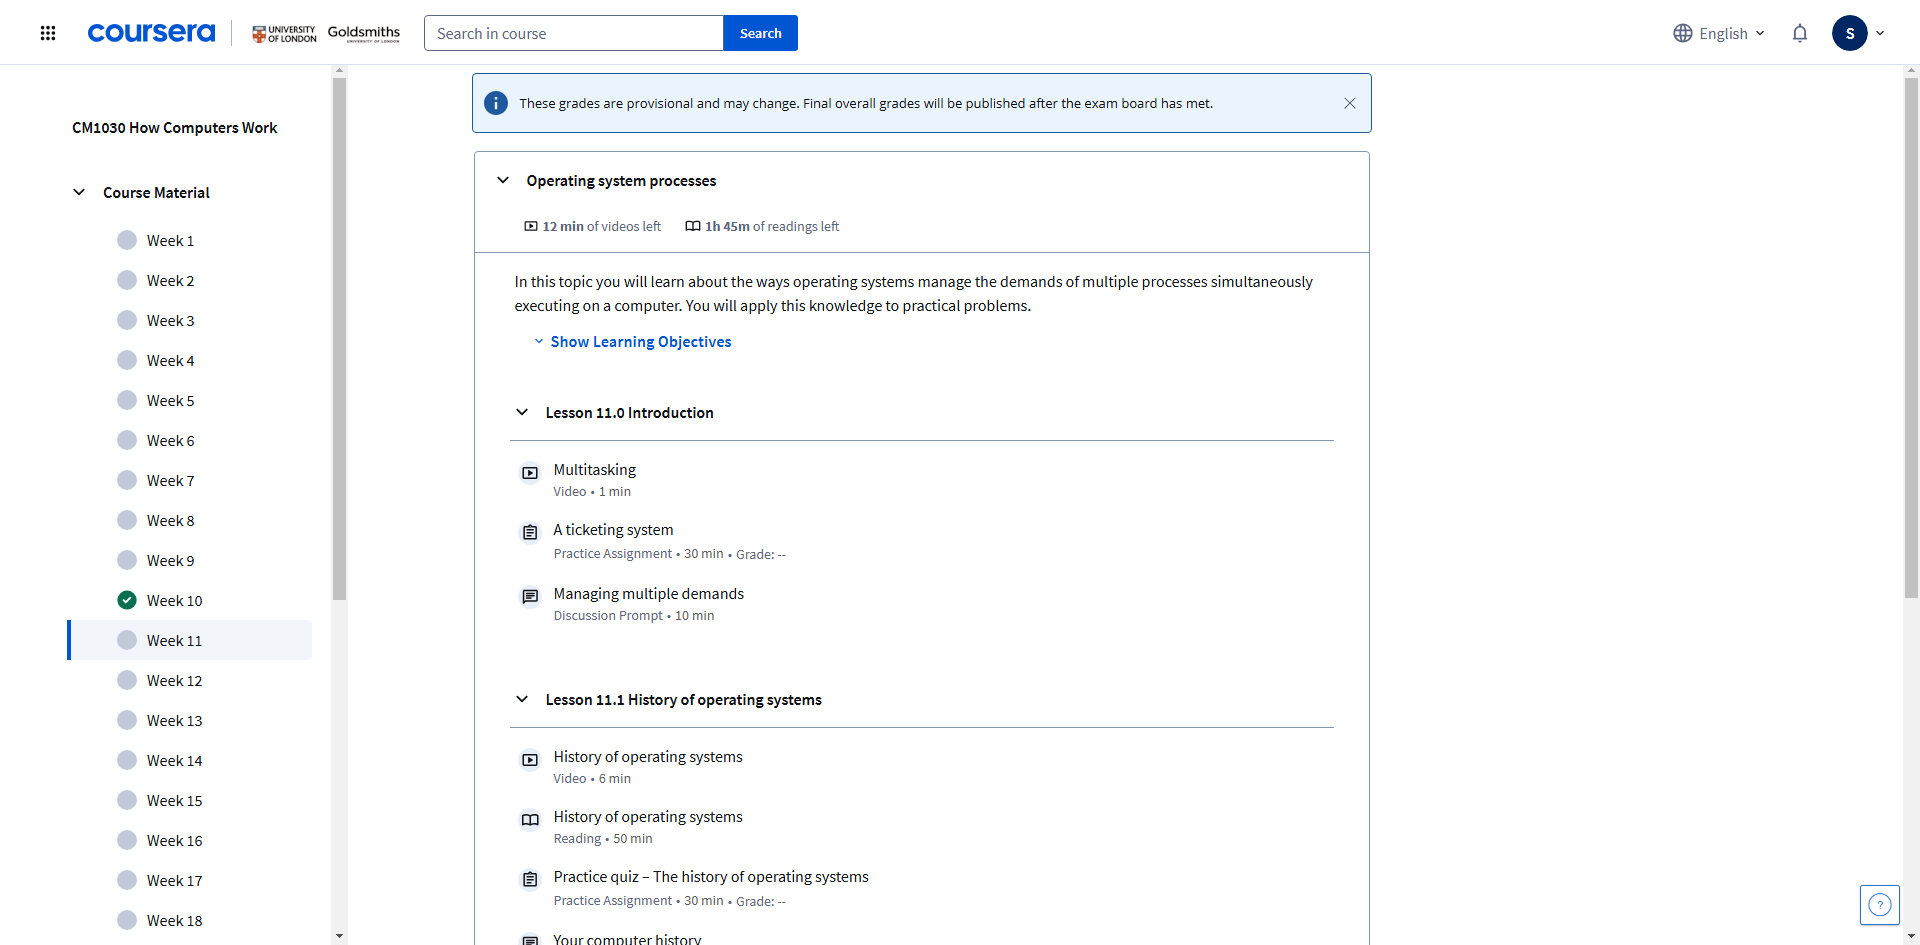 coursera
UNIVERSITY OF LONDON
Goldsmiths
UNIVERSITY OF LONDON
Search in course
Search
English
S
CM1030 How Computers Work
Course Material
Week 1
Week 2
Week 3
Week 4
Week 5
Week 6
Week 7
Week 8
Week 9
Week 10
Week 11
Week 12
Week 13
Week 14
Week 15
Week 16
Week 17
Week 18
These grades are provisional and may change. Final overall grades will be published after the exam board has met.
Operating system processes
12 min of videos left
1h 45m of readings left
In this topic you will learn about the ways operating systems manage the demands of multiple processes simultaneously
executing on a computer. You will apply this knowledge to practical problems.
Show Learning Objectives
Lesson 11.0 Introduction
Multitasking
Video • 1 min
A ticketing system
Practice Assignment • 30 min • Grade: --
Managing multiple demands
Discussion Prompt • 10 min
Lesson 11.1 History of operating systems
History of operating systems
Video • 6 min
History of operating systems
Reading • 50 min
Practice quiz – The history of operating systems
Practice Assignment • 30 min • Grade: --
Your computer history